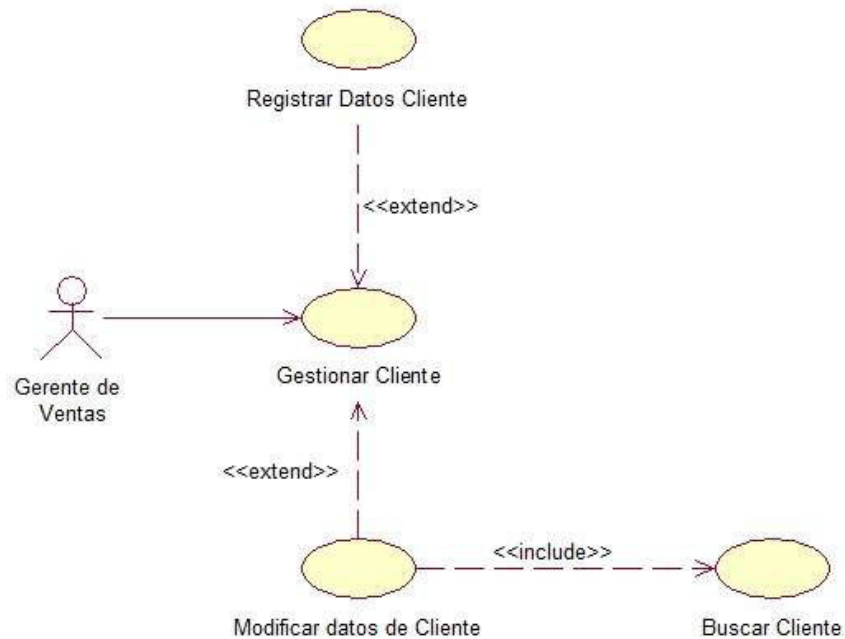 Registrar Datos Cliente
<<extend>>
Gerente de
Ventas
Gestionar Cliente
<<extend>>
<<include>>
Modificar datos de Cliente
Buscar Cliente